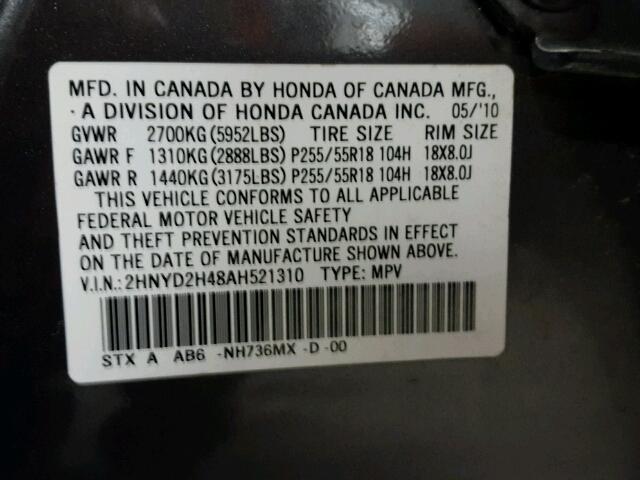 MFD. IN CANADA BY HONDA OF CANADA MFG.,
A DIVISION OF HONDA CANADA INC. 05/'10
GVWR 2700KG(5952LBS) TIRE SIZE RIM SIZE
GAWR F 1310KG(2888LBS) P255/55R18 104H 18X8.0J
GAWR R 1440KG(3175LBS) P255/55R18 104H 18X8.0J
THIS VEHICLE CONFORMS TO ALL APPLICABLE
FEDERAL MOTOR VEHICLE SAFETY
AND THEFT PREVENTION STANDARDS IN EFFECT
ON THE DATE OF MANUFACTURE SHOWN ABOVE.
V.I.N.:2HNYD2H48AH521310 TYPE: MPV
STX A AB6 -NH736MX -D -00